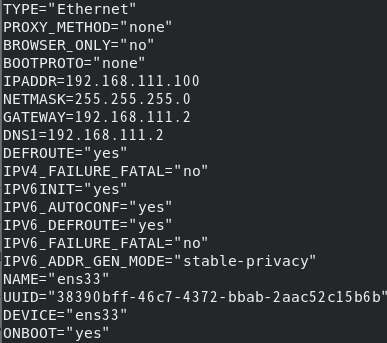 TYPE="Ethernet"
PROXY_METHOD="none"
BROWSER_ONLY="no"
BOOTPROTO="none"
IPADDR=192.168.111.100
NETMASK=255.255.255.0
GATEWAY=192.168.111.2
DNS1=192.168.111.2
DEFROUTE="yes"
IPV4_FAILURE_FATAL="no"
IPV6INIT="yes"
IPV6_AUTOCONF="yes"
IPV6_DEFROUTE="yes"
IPV6_FAILURE_FATAL="no"
IPV6_ADDR_GEN_MODE="stable-privacy"
NAME="ens33"
UUID="38390bff-46c7-4372-bbab-2aac52c15b6b"
DEVICE="ens33"
ONBOOT="yes"